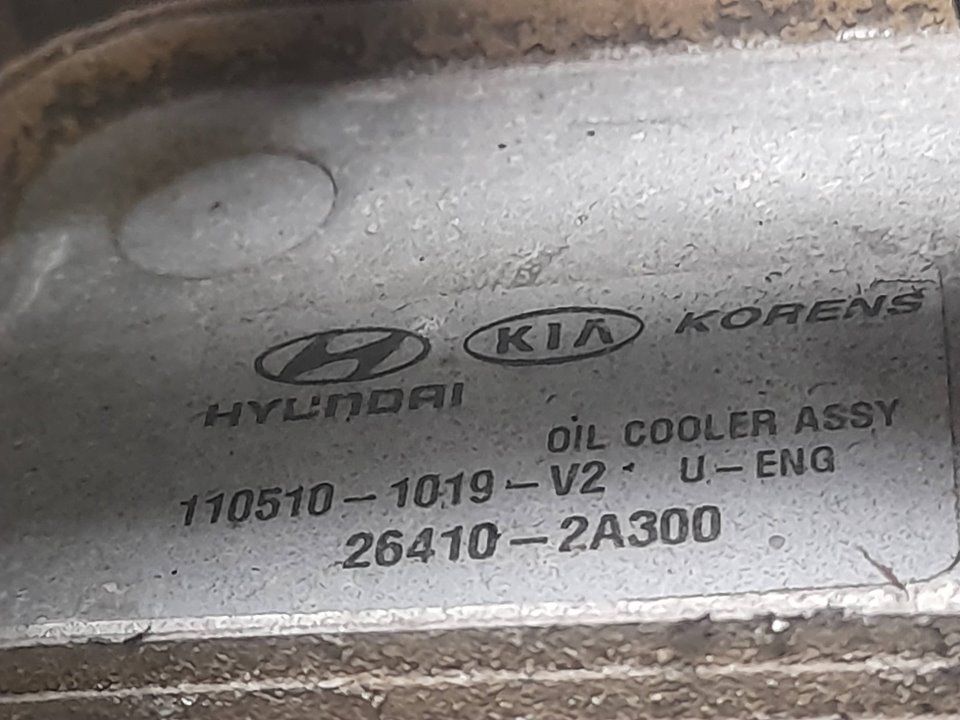 HYUNDAI KIA KORENS
OIL COOLER ASSY
110510-1019-V2 U-ENG
26410-2A300